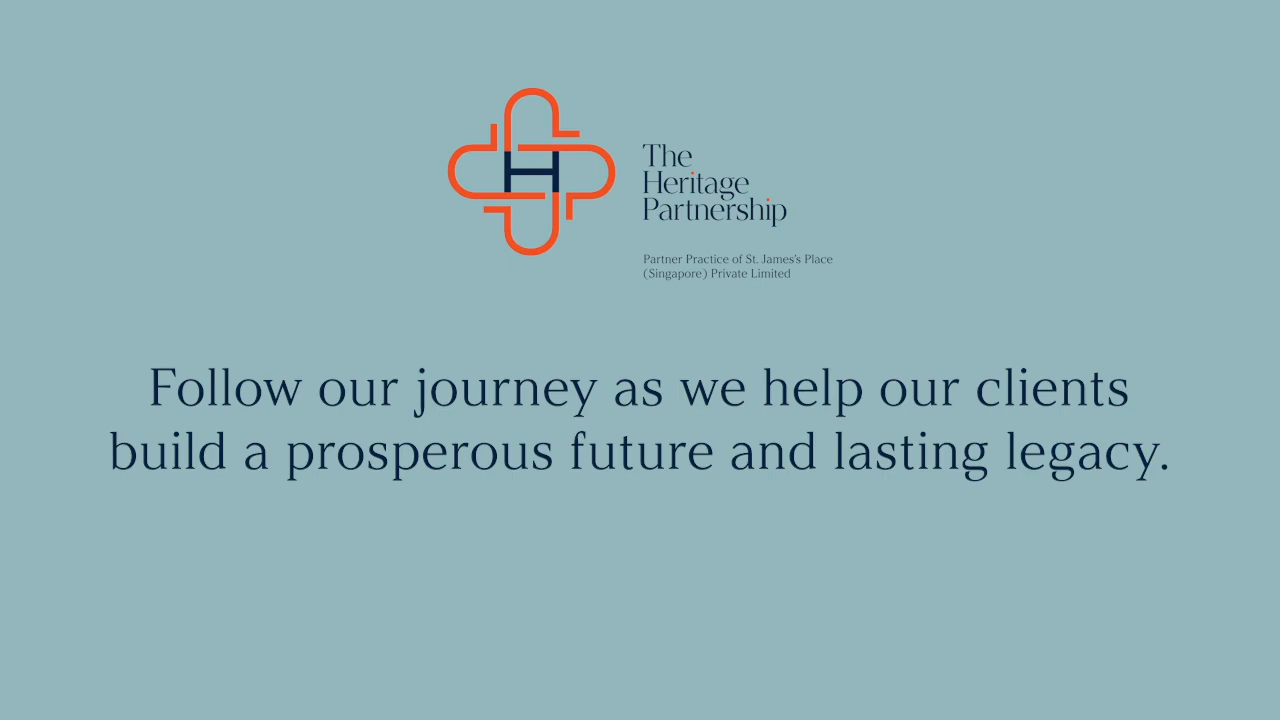 The
Heritage
Partnership
Partner Practice of St. James's Place
(Singapore) Private Limited
Follow our journey as we help our clients
build a prosperous future and lasting legacy.